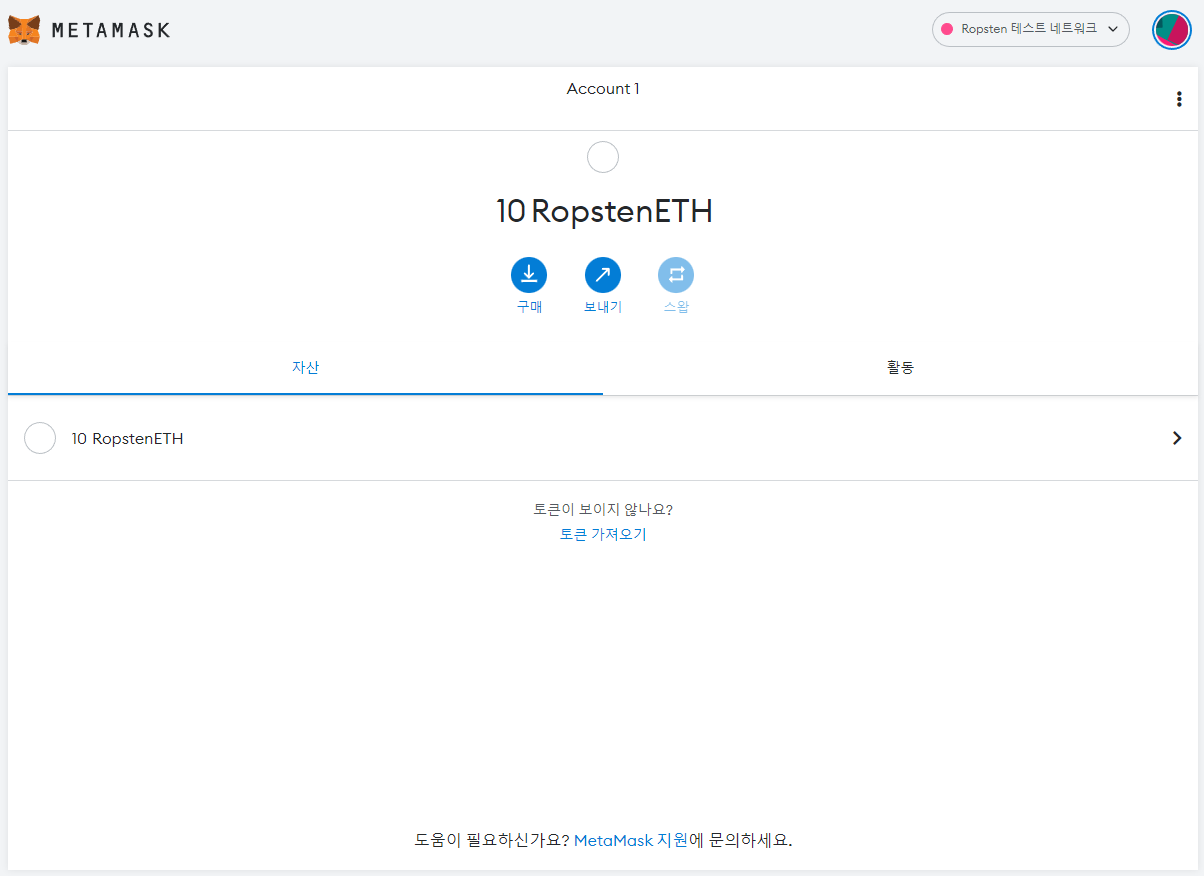 METAMASK
Ropsten 테스트 네트워크
Account 1
10 RopstenETH
구매 보내기 스왑
자산 활동
10 RopstenETH
토큰이 보이지 않나요?
토큰 가져오기
도움이 필요하신가요? MetaMask 지원에 문의하세요.